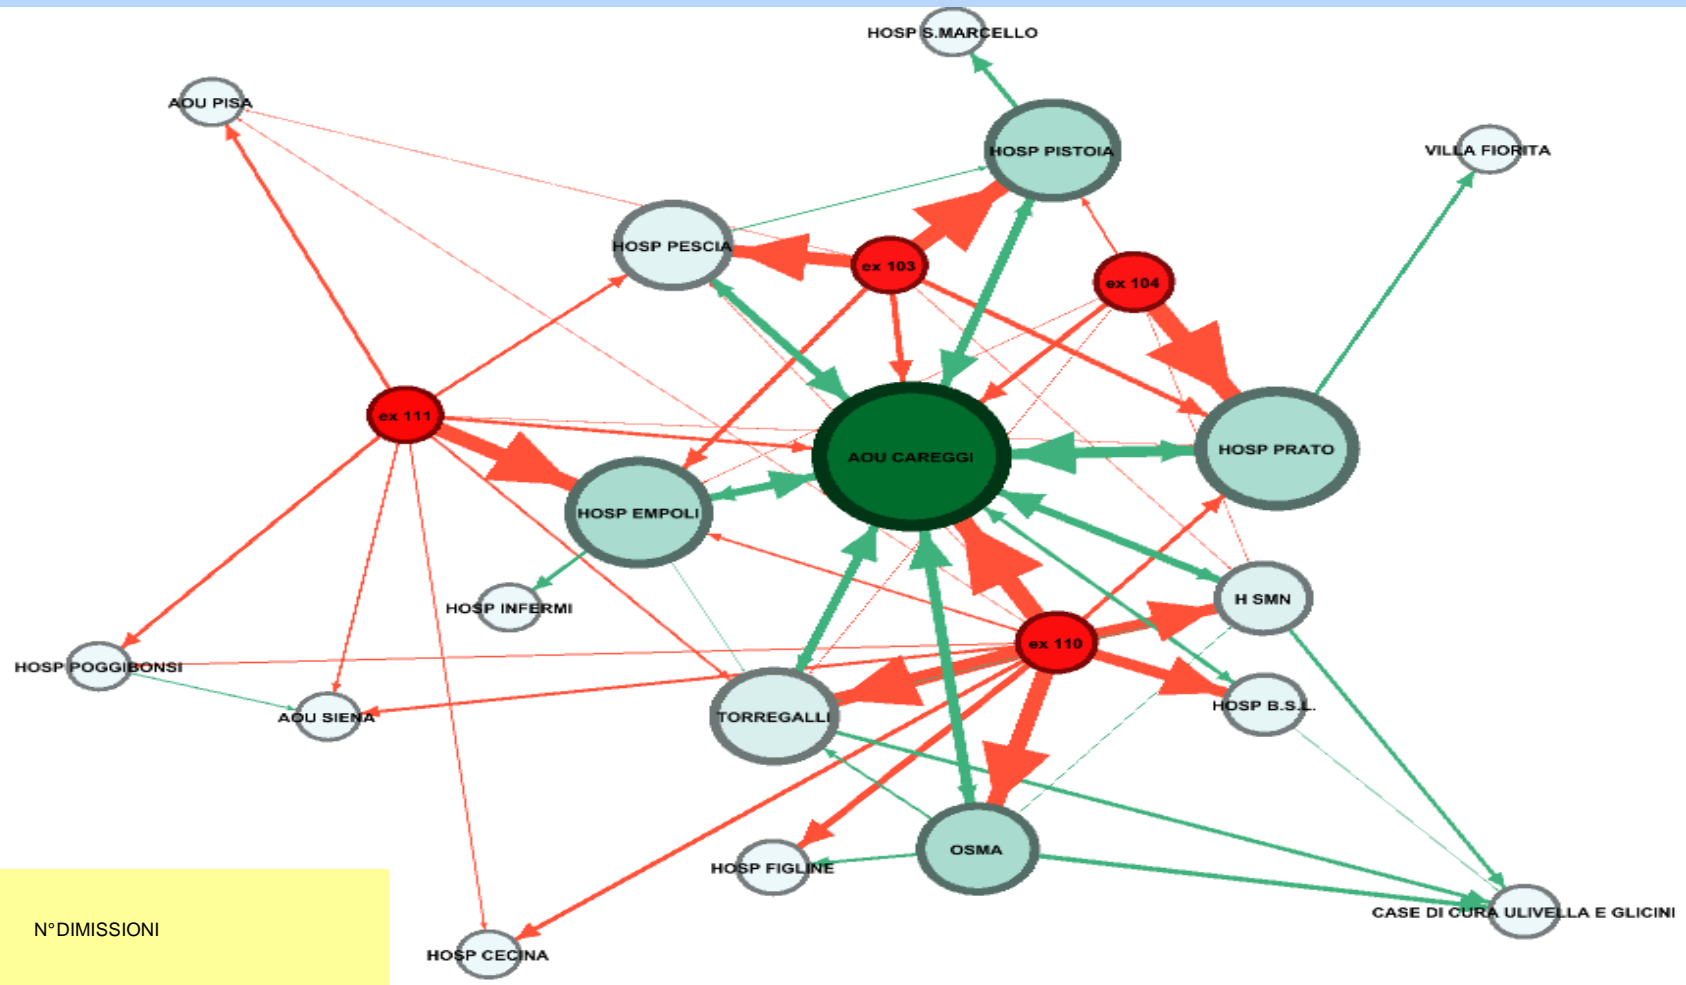 HOSP S.MARCELLO
AOU PISA
HOSP PISTOIA
VILLA FIORITA
HOSP PESCIA
ex 103
ex 104
ex 111
AOU CAREGGI
HOSP PRATO
HOSP EMPOLI
HOSP INFERMI
H SMN
ex 110
HOSP POGGIBONSI
AOU SIENA
TORREGALLI
HOSP B.S.L.
OSMA
HOSP FIGLINE
CASE DI CURA ULIVELLA E GLICINI
N°DIMISSIONI
HOSP CECINA